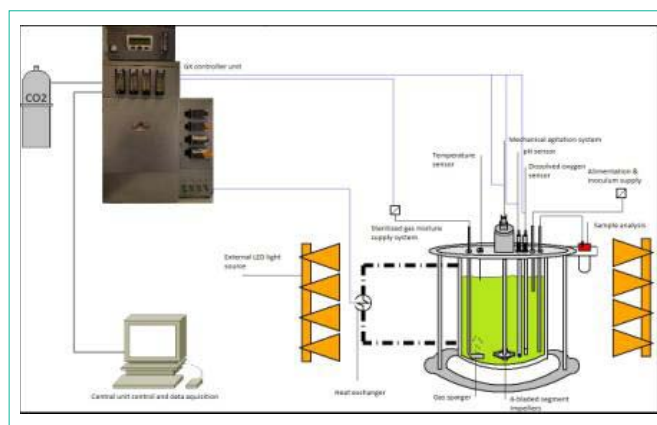 CO2
G4 controller unit
Mechanical agitation system
pH sensor
Dissolved oxygen
sensor
Temperature
sensor
Alimentation &
inoculum supply
Sterilized gas mixture
supply system
Sample analysis
External LED light
source
Heat exchanger
Gas sparger
6-bladed segment
impellers
Central unit control and data aquisition